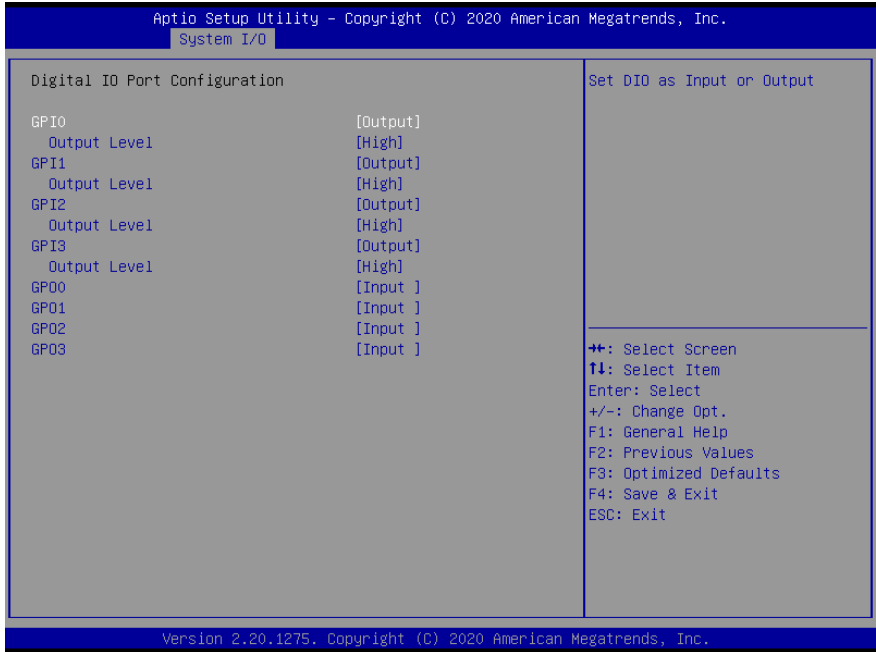 Aptio Setup Utility – Copyright (C) 2020 American Megatrends, Inc.
System I/O
Digital IO Port Configuration
GPI0 [Output]
Output Level [High]
GPI1 [Output]
Output Level [High]
GPI2 [Output]
Output Level [High]
GPI3 [Output]
Output Level [High]
GPO0 [Input ]
GPO1 [Input ]
GPO2 [Input ]
GPO3 [Input ]
Set DIO as Input or Output
→←: Select Screen
↑↓: Select Item
Enter: Select
+/-: Change Opt.
F1: General Help
F2: Previous Values
F3: Optimized Defaults
F4: Save & Exit
ESC: Exit
Version 2.20.1275. Copyright (C) 2020 American Megatrends, Inc.